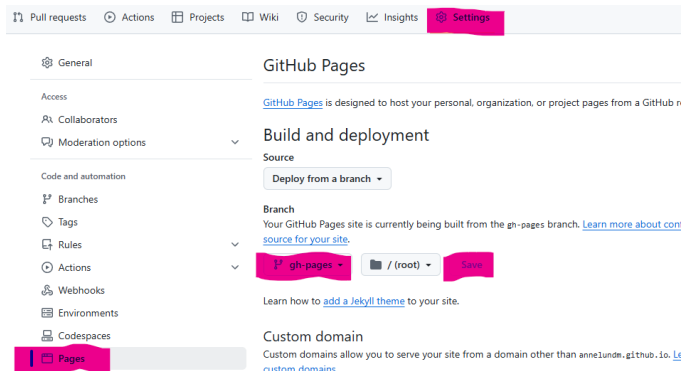 Pull requests Actions Projects Wiki Security Insights Settings
General
Access
Collaborators
Moderation options
Code and automation
Branches
Tags
Rules
Actions
Webhooks
Environments
Codespaces
Pages
GitHub Pages
GitHub Pages is designed to host your personal, organization, or project pages from a GitHub
Build and deployment
Source
Deploy from a branch
Branch
Your GitHub Pages site is currently being built from the gh-pages branch. Learn more about
source for your site.
gh-pages / (root) Save
Learn how to add a Jekyll theme to your site.
Custom domain
Custom domains allow you to serve your site from a domain other than annelundm.github.io.
custom domains.